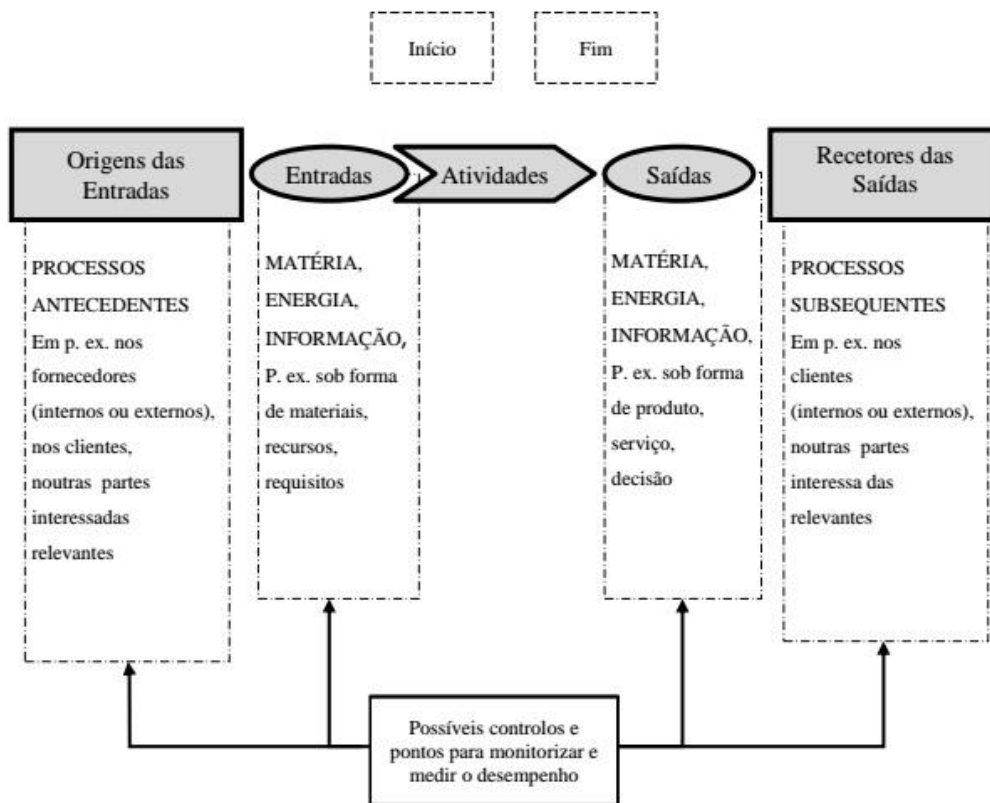 Início
Fim
Origens das
Entradas
Entradas
Atividades
Saídas
Recetores das
Saídas
PROCESSOS
ANTECEDENTES
Em p. ex. nos
fornecedores
(internos ou externos),
nos clientes,
noutras partes
interessadas
relevantes
MATÉRIA,
ENERGIA,
INFORMAÇÃO,
P. ex. sob forma
de materiais,
recursos,
requisitos
MATÉRIA,
ENERGIA,
INFORMAÇÃO,
P. ex. sob forma
de produto,
serviço,
decisão
PROCESSOS
SUBSEQUENTES
Em p. ex. nos
clientes
(internos ou externos),
noutras partes
interessa das
relevantes
Possíveis controlos e
pontos para monitorizar e
medir o desempenho